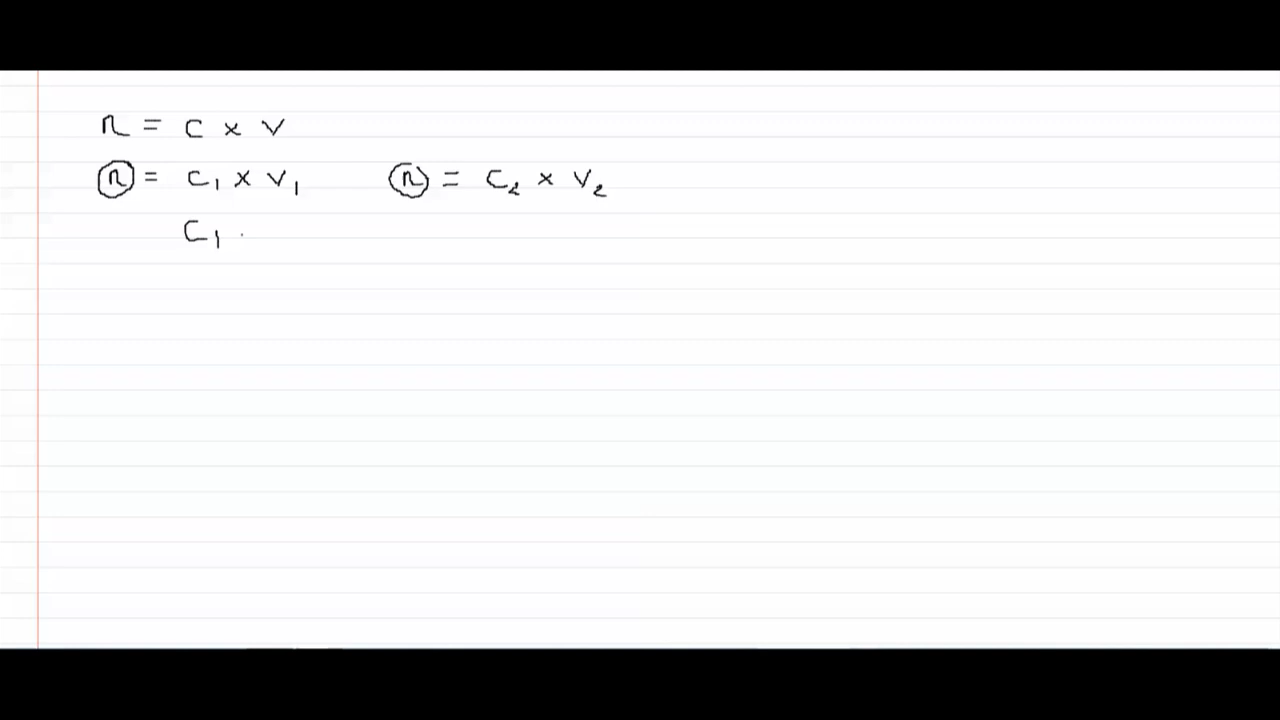 n = c × v
n = c₁ × v₁ n = c₂ × v₂
c₁